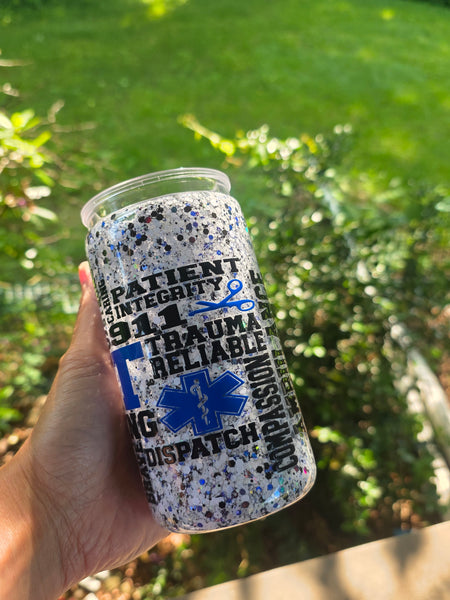 PATIENT
INTEGRITY
911
TRAUMA
RELIABLE
DISPATCH
COMPASSION